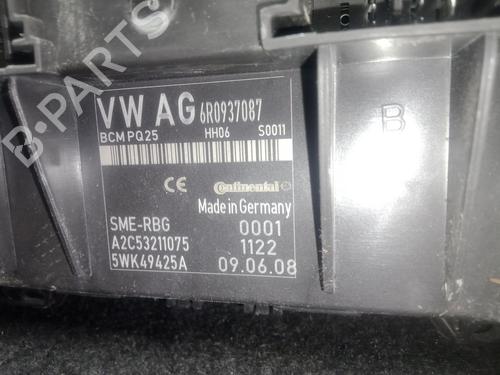 B-PARTS
VW AG 6R0937087
BCM PQ25 HH06 S0011
CE Continental
Made in Germany
SME-RBG 0001
A2C53211075 1122
5WK49425A 09.06.08
B
B-PARTS